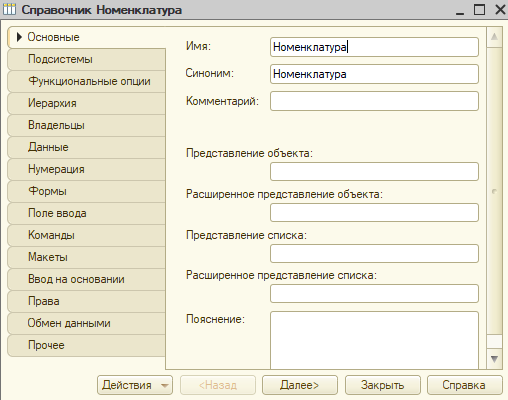 Справочник Номенклатура
Основные
Подсистемы
Функциональные опции
Иерархия
Владельцы
Данные
Нумерация
Формы
Поле ввода
Команды
Макеты
Ввод на основании
Права
Обмен данными
Прочее
Имя: Номенклатура
Синоним: Номенклатура
Комментарий:
Представление объекта:
Расширенное представление объекта:
Представление списка:
Расширенное представление списка:
Пояснение:
Действия <Назад Далее> Закрыть Справка